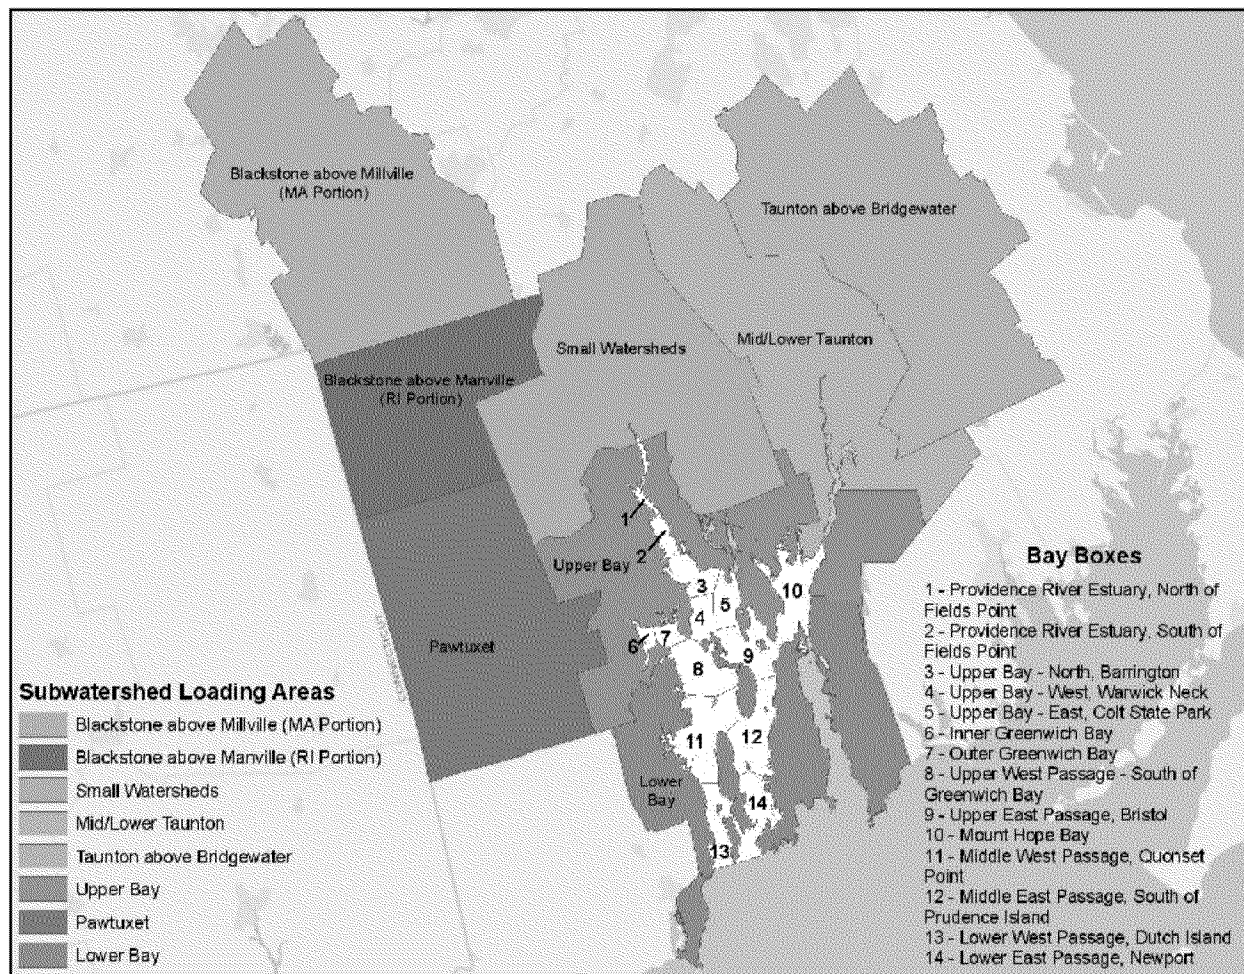 Blackstone above Millville
(MA Portion)
Taunton above Bridgewater
Small Watersheds
Mid/Lower Taunton
Blackstone above Manville
(RI Portion)
1
Upper Bay
2
3
5
4
10
6
7
9
8
Pawtuxet
11
12
Lower
Bay
14
13
Subwatershed Loading Areas
Blackstone above Millville (MA Portion)
Blackstone above Manville (RI Portion)
Small Watersheds
Mid/Lower Taunton
Taunton above Bridgewater
Upper Bay
Pawtuxet
Lower Bay
Bay Boxes
1 - Providence River Estuary, North of
Fields Point
2 - Providence River Estuary, South of
Fields Point
3 - Upper Bay - North, Barrington
4 - Upper Bay - West, Warwick Neck
5 - Upper Bay - East, Colt State Park
6 - Inner Greenwich Bay
7 - Outer Greenwich Bay
8 - Upper West Passage - South of
Greenwich Bay
9 - Upper East Passage, Bristol
10 - Mount Hope Bay
11 - Middle West Passage, Quonset
Point
12 - Middle East Passage, South of
Prudence Island
13 - Lower West Passage, Dutch Island
14 - Lower East Passage, Newport